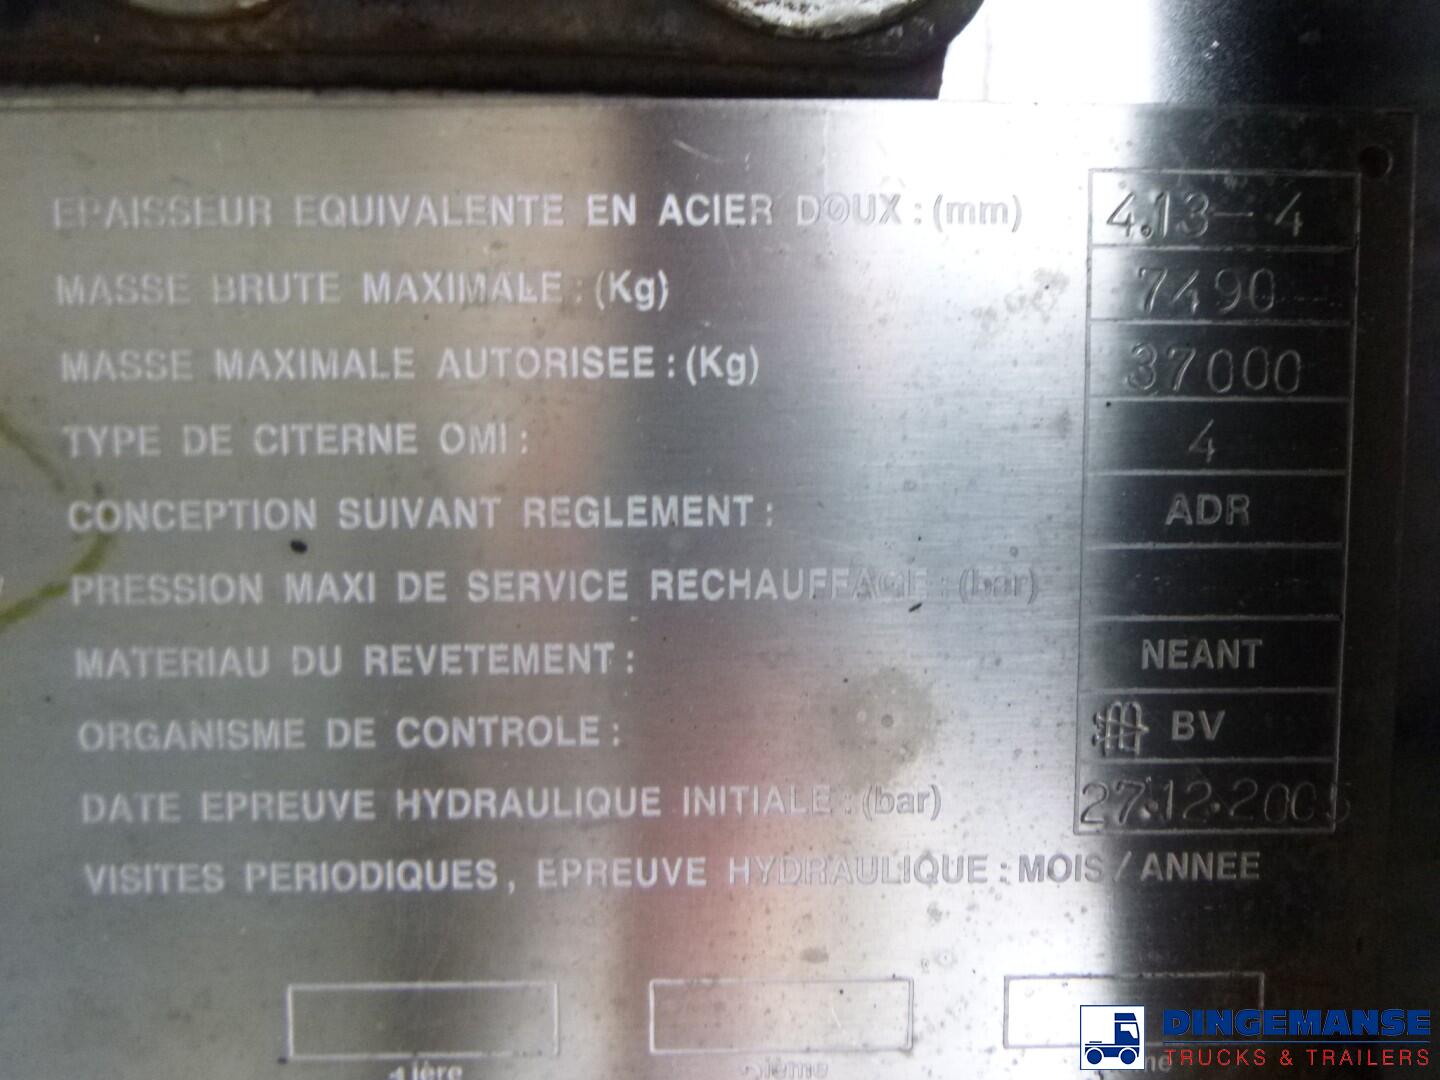 EPAISSEUR EQUIVALENTE EN ACIER DOUX : (mm) 4.13-4
MASSE BRUTE MAXIMALE : (Kg) 7490
MASSE MAXIMALE AUTORISEE : (Kg) 37000
TYPE DE CITERNE OMI : 4
CONCEPTION SUIVANT REGLEMENT : ADR
PRESSION MAXI DE SERVICE RECHAUFFAGE : (bar)
MATERIAU DU REVETEMENT : NEANT
ORGANISME DE CONTROLE : BV
DATE EPREUVE HYDRAULIQUE INITIALE : (bar) 27.12.2005
VISITES PERIODIQUES, EPREUVE HYDRAULIQUE : MOIS / ANNEE
1ière
DINGEMANSE
TRUCKS & TRAILERS